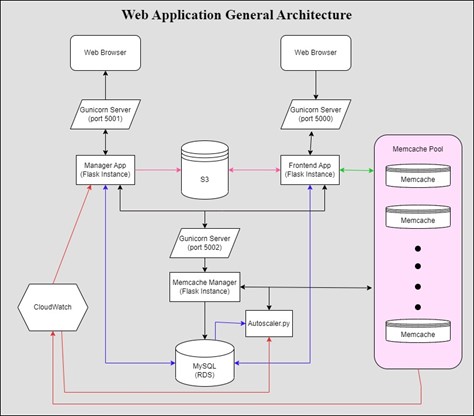 Web Application General Architecture
Web Browser
Web Browser
Gunicorn Server
(port 5001)
Gunicorn Server
(port 5000)
Memcache Pool
Manager App
(Flask Instance)
S3
Frontend App
(Flask Instance)
Memcache
Memcache
Gunicorn Server
(port 5002)
Memcache Manager
(Flask Instance)
CloudWatch
Autoscaler.py
Memcache
MySQL
(RDS)